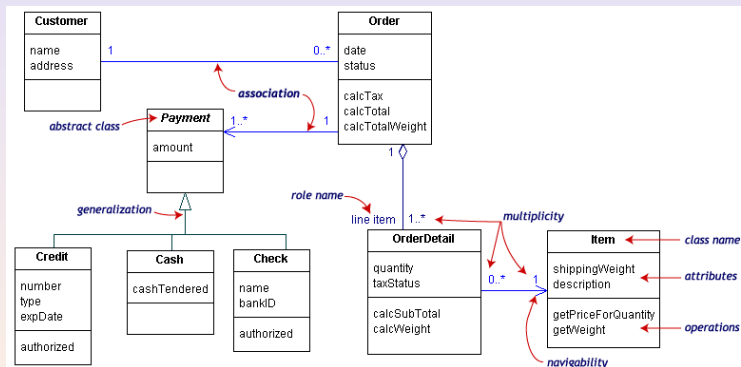 Customer
name
address
1
0..*
Order
date
status
calcTax
calcTotal
calcTotalWeight
association
abstract class
Payment
amount
1..*
1
1
generalization
role name
line item
1..*
multiplicity
Credit
number
type
expDate
authorized
Cash
cashTendered
Check
name
bankID
authorized
OrderDetail
quantity
taxStatus
calcSubTotal
calcWeight
0..*
1
Item
shippingWeight
description
getPriceForQuantity
getWeight
class name
attributes
operations
navigability